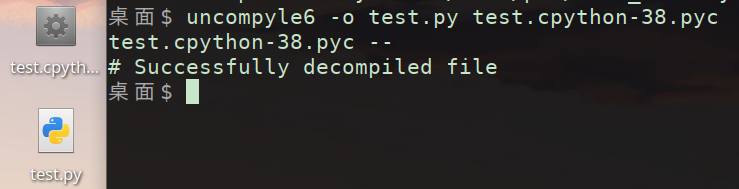 桌面$ uncompyle6 -o test.py test.cpython-38.pyc
test.cpython-38.pyc --
# Successfully decompiled file
桌面$
test.cpyth...
test.py